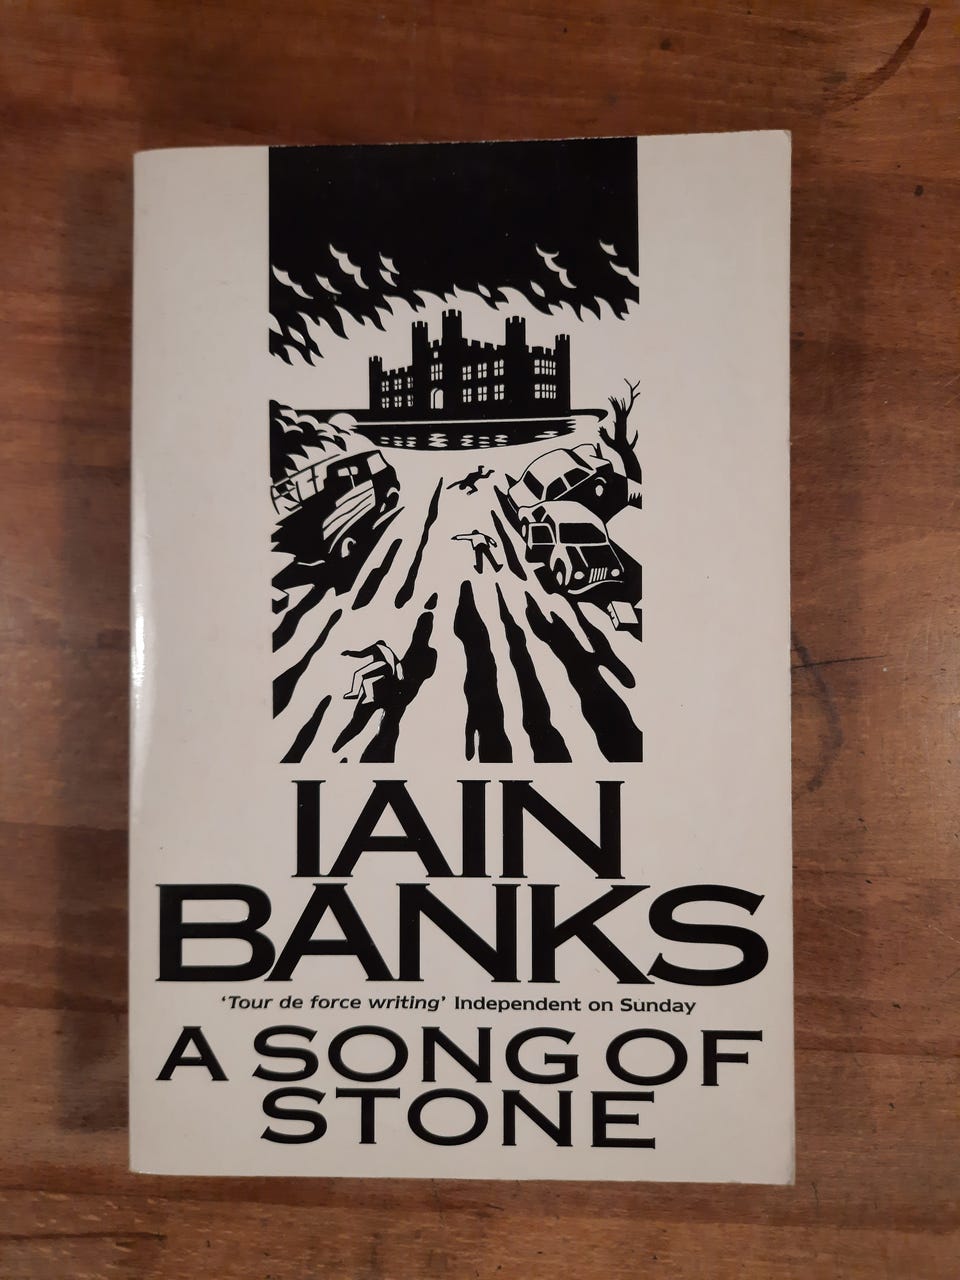 IAIN
BANKS
‘Tour de force writing’ Independent on Sunday
A SONG OF
STONE